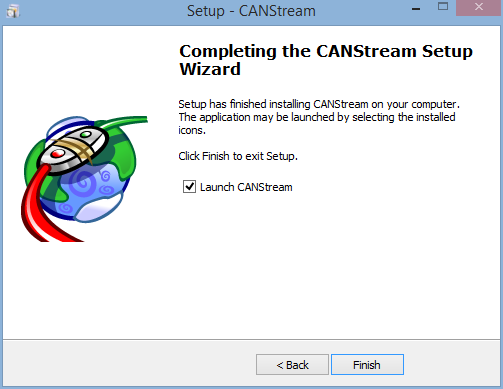 Setup - CANStream
Completing the CANStream Setup
Wizard
Setup has finished installing CANStream on your computer.
The application may be launched by selecting the installed
icons.
Click Finish to exit Setup.
Launch CANStream
< Back
Finish